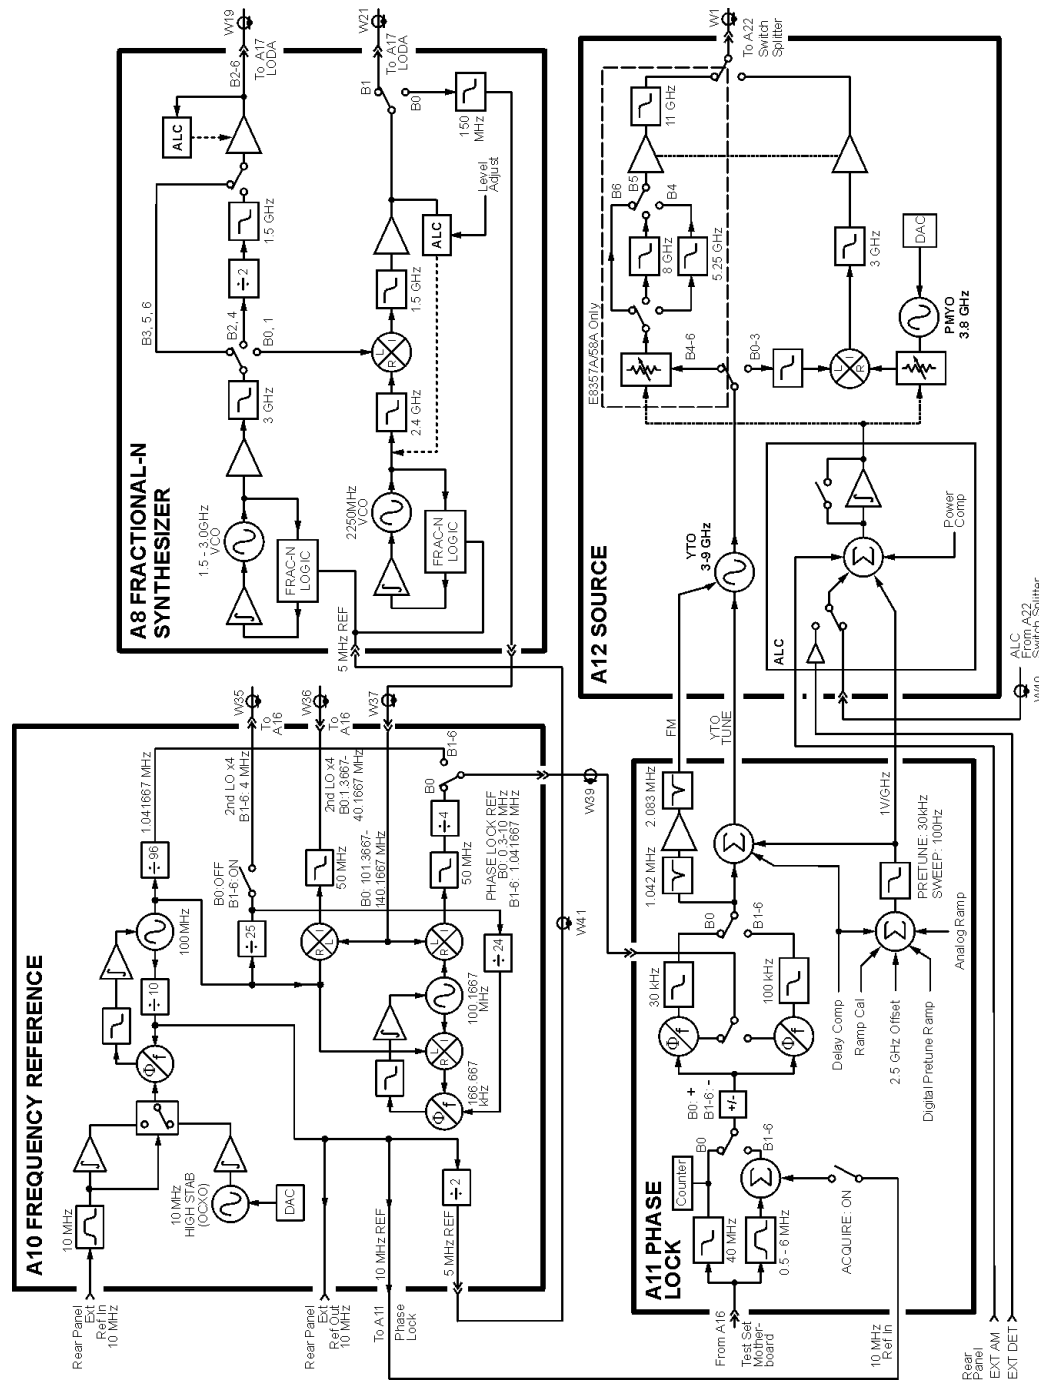 A10 FREQUENCY REFERENCE
Rear Panel
Ext
Ref In
10 MHz
10 MHz
10 MHz
HIGH STAB
(OCXO)
DAC
Φ/f
÷10
100MHz
÷96
1.041667 MHz
B0:OFF
B1-6:ON
÷25
2nd LO x4
B1-6: 4 MHz
W35
To
A16
R
L
I
50 MHz
2nd LO x4
B0:1.3667-
40.1667 MHz
W36
To
A16
B0: 101.3667-
140.1667 MHz
W37
Φ/f
166.667
kHz
R
L
I
100.1667
MHz
R
L
I
50 MHz
÷4
B0
B1-6
÷24
PHASE LOCK REF
B0: 0.3-10 MHz
B1-6: 1.041667 MHz
W39
Rear Panel
Ext
Ref Out
10 MHz
To A11
Phase
Lock
10 MHz REF
5 MHz REF
÷2
W41
A8 FRACTIONAL-N
SYNTHESIZER
1.5 - 3.0GHz
VCO
FRAC-N
LOGIC
5 MHz REF
3 GHz
B3, 5, 6
B2, 4
B0, 1
÷2
1.5 GHz
ALC
B2-6
To A17
LODA
W19
2250MHz
VCO
FRAC-N
LOGIC
2.4 GHz
R
L
I
1.5 GHz
ALC
Level
Adjust
B1
B0
150
MHz
To A17
LODA
W21
A11 PHASE
LOCK
From A16
Test Set
Mother-
board
40 MHz
0.5 - 6 MHz
Counter
Σ
B0
B1-6
ACQUIRE: ON
10 MHz
Ref In
B0: +
B1-6: -
+/-
Φ/f
Φ/f
30 kHz
100 kHz
B0
B1-6
1.042 MHz
2.083 MHz
Σ
FM
YTO
TUNE
Delay Comp
Ramp Cal
2.5 GHz Offset
Digital Pretune Ramp
Analog Ramp
Σ
PRETUNE: 30kHz
SWEEP: 100Hz
1V/GHz
Rear
Panel
EXT AM
EXT DET
A12 SOURCE
YTO
3-9 GHz
ALC
Σ
Power
Comp
ALC
From A22
Switch Splitter
E8357A/58A Only
B4-6
B0-3
8 GHz
5.25 GHz
B6
B5
B4
11 GHz
L
I
R
PMYO
3.8 GHz
DAC
3 GHz
To A22
Switch
Splitter
W1